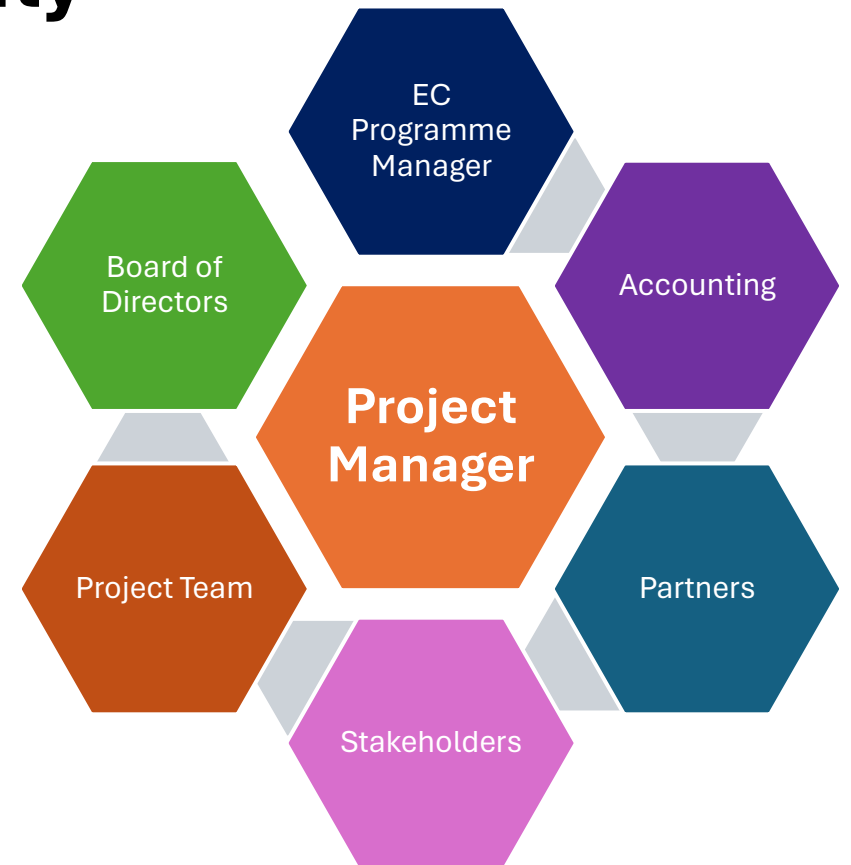 EC
Programme
Manager
Board of
Directors
Accounting
Project
Manager
Project Team
Partners
Stakeholders